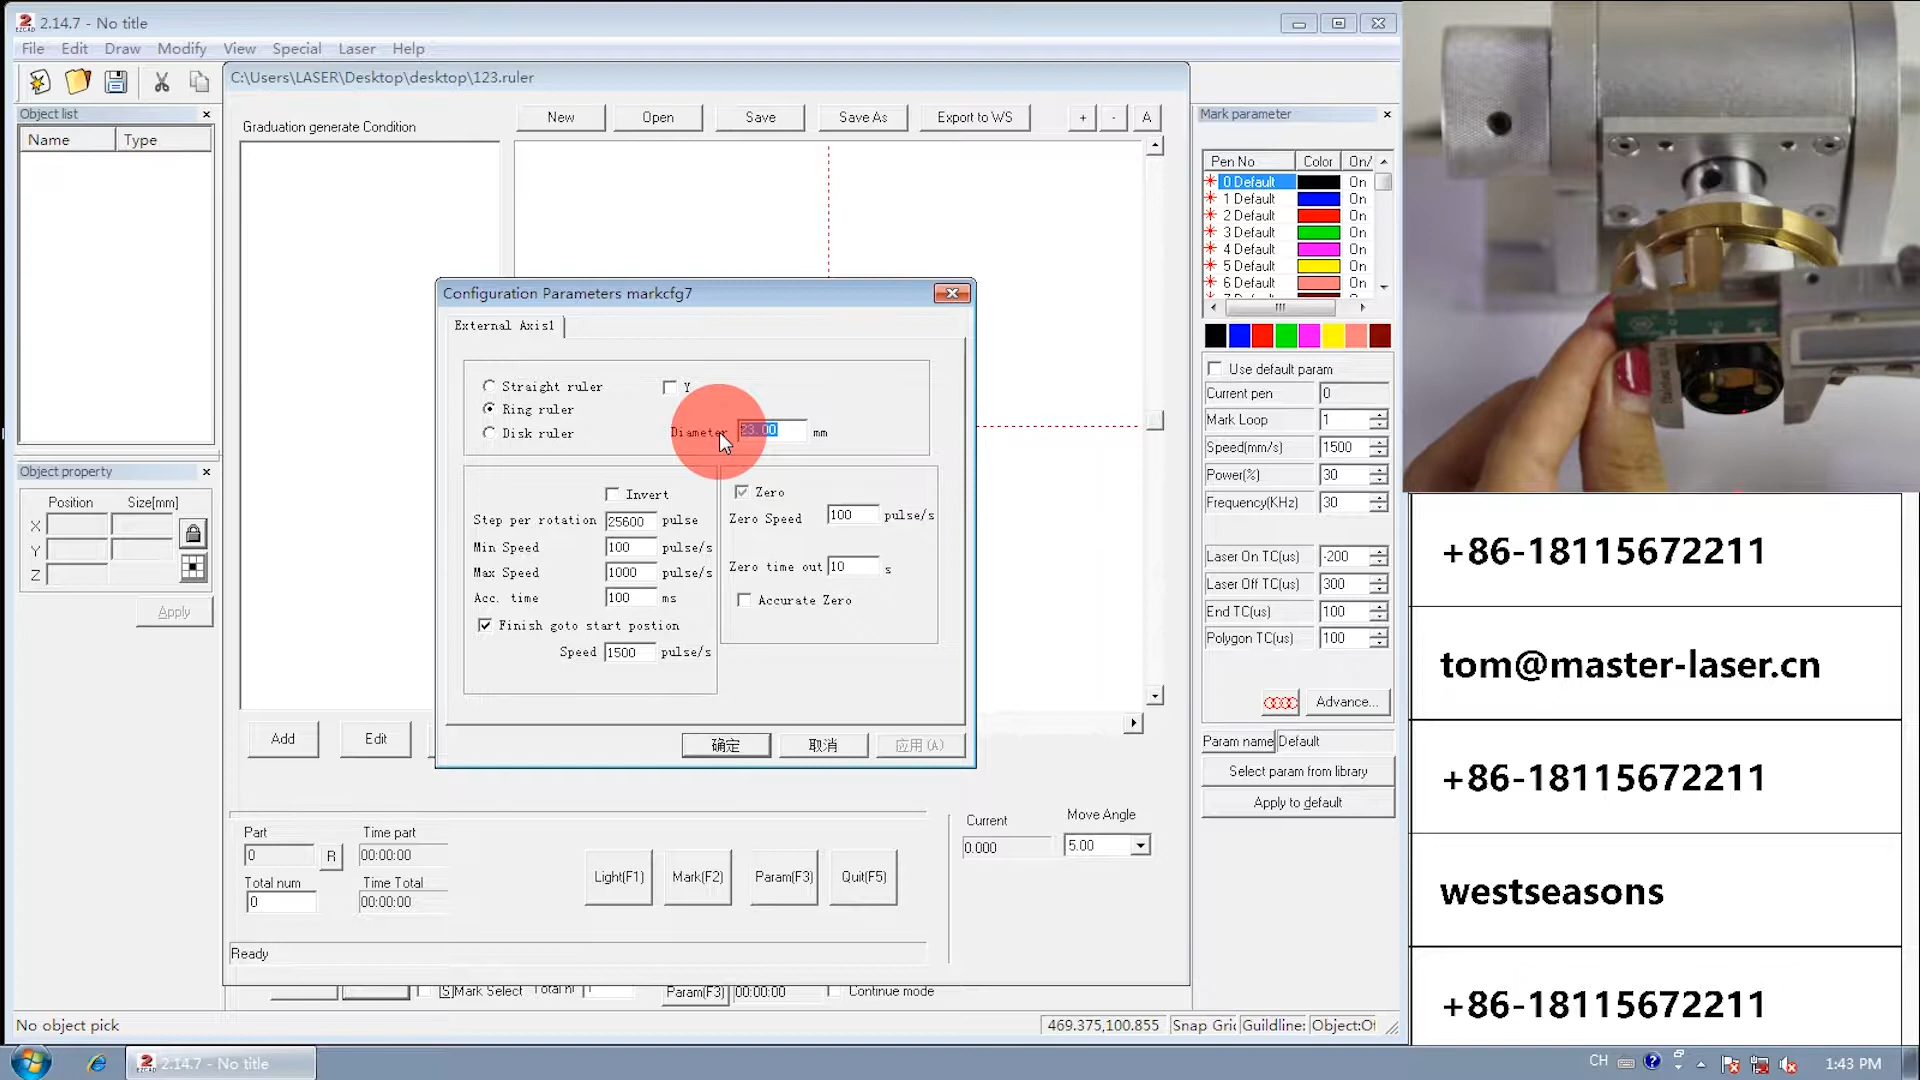 2.14.7 - No title
File Edit Draw Modify View Special Laser Help
C:\Users\LASER\Desktop\desktop\123.ruler
Object list
Name Type
Graduation generate Condition
New Open Save Save As Export to WS + - A
Mark parameter
Pen No Color On/
0 Default On
1 Default On
2 Default On
3 Default On
4 Default On
5 Default On
6 Default On
Configuration Parameters markcfg7
External Axis1
Straight ruler
Ring ruler
Disk ruler
Y
Diameter 23.00 mm
Invert
Step per rotation 25600 pulse
Min Speed 100 pulse/s
Max Speed 1000 pulse/s
Acc. time 100 ms
Finish goto start postion
Speed 1500 pulse/s
Zero
Zero Speed 100 pulse/s
Zero time out 10 s
Accurate Zero
确定 取消 应用(A)
Use default param
Current pen 0
Mark Loop 1
Speed(mm/s) 1500
Power(%) 30
Frequency(KHz) 30
Laser On TC(us) -200
Laser Off TC(us) 300
End TC(us) 100
Polygon TC(us) 100
Advance...
Param name Default
Select param from library
Apply to default
Object property
Position Size[mm]
X
Y
Z
Apply
Add Edit
Part
0
R
Time part
00:00:00
Total num
0
Time Total
00:00:00
Light(F1) Mark(F2) Param(F3) Quit(F5)
Current
0.000
Move Angle
5.00
Ready
[S]Mark Select Param(F3) 00:00:00 Continue mode
No object pick
469.375,100.855 Snap Gri Guildline: Object:O
2.14.7 - No title
CH
1:43 PM
+86-18115672211
tom@master-laser.cn
+86-18115672211
westseasons
+86-18115672211